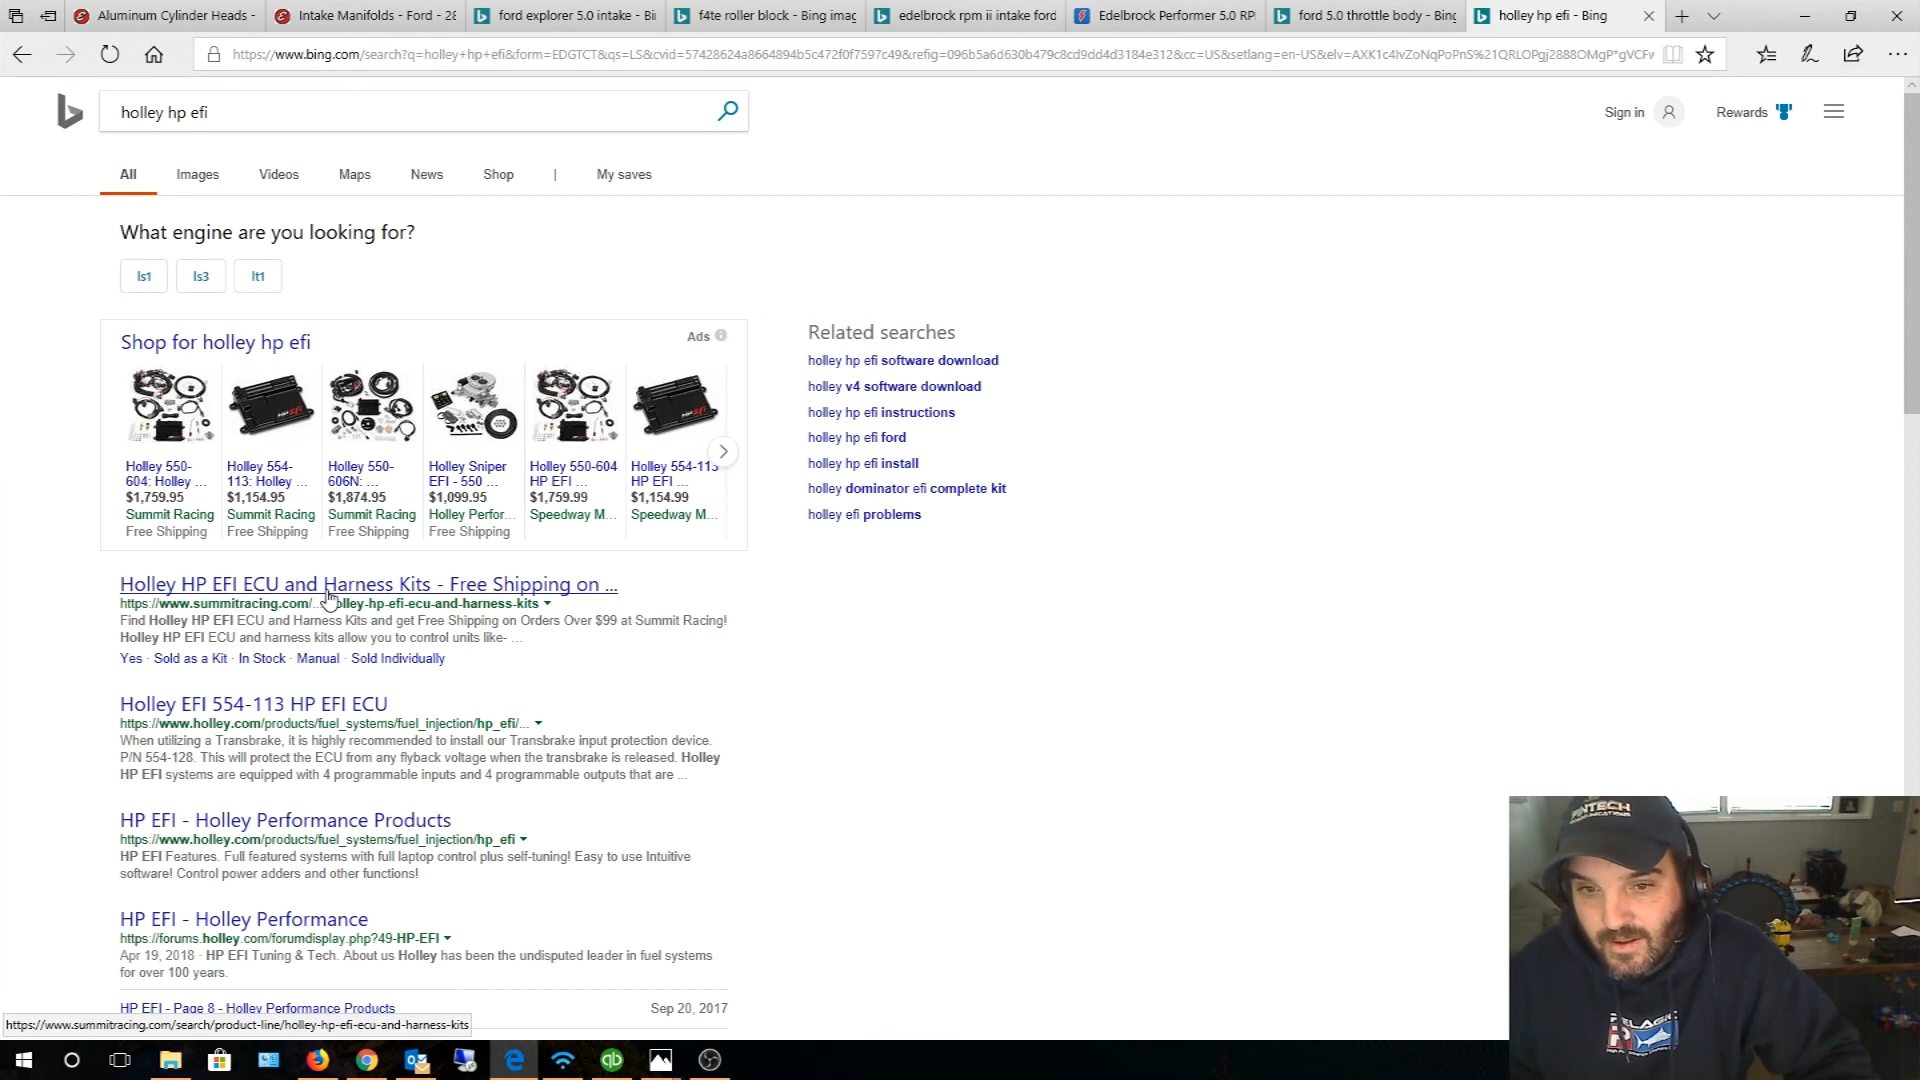 Aluminum Cylinder Heads -
Intake Manifolds - Ford - 28
ford explorer 5.0 intake - Bi
f4te roller block - Bing imag
edelbrock rpm ii intake ford
Edelbrock Performer 5.0 RP
ford 5.0 throttle body - Bing
holley hp efi - Bing
holley hp efi
Sign in
Rewards
All
Images
Videos
Maps
News
Shop
|
My saves
What engine are you looking for?
ls1
ls3
lt1
Shop for holley hp efi
Ads
Holley 550-
604: Holley ...
$1,759.95
Summit Racing
Free Shipping
Holley 554-
113: Holley ...
$1,154.95
Summit Racing
Free Shipping
Holley 550-
606N: ...
$1,874.95
Summit Racing
Free Shipping
Holley Sniper
EFI - 550 ...
$1,099.95
Holley Perfor...
Free Shipping
Holley 550-604
HP EFI ...
$1,759.99
Speedway M...
Holley 554-113
HP EFI ...
$1,154.99
Speedway M...
Related searches
holley hp efi software download
holley v4 software download
holley hp efi instructions
holley hp efi ford
holley hp efi install
holley dominator efi complete kit
holley efi problems
Holley HP EFI ECU and Harness Kits - Free Shipping on ...
https://www.summitracing.com/...olley-hp-efi-ecu-and-harness-kits
Find Holley HP EFI ECU and Harness Kits and get Free Shipping on Orders Over $99 at Summit Racing!
Holley HP EFI ECU and harness kits allow you to control units like- ...
Yes · Sold as a Kit · In Stock · Manual · Sold Individually
Holley EFI 554-113 HP EFI ECU
https://www.holley.com/products/fuel_systems/fuel_injection/hp_efi/...
When utilizing a Transbrake, it is highly recommended to install our Transbrake input protection device.
P/N 554-128. This will protect the ECU from any flyback voltage when the transbrake is released. Holley
HP EFI systems are equipped with 4 programmable inputs and 4 programmable outputs that are ...
HP EFI - Holley Performance Products
https://www.holley.com/products/fuel_systems/fuel_injection/hp_efi
HP EFI Features. Full featured systems with full laptop control plus self-tuning! Easy to use Intuitive
software! Control power adders and other functions!
HP EFI - Holley Performance
https://forums.holley.com/forumdisplay.php?49-HP-EFI
Apr 19, 2018 · HP EFI Tuning & Tech. About us Holley has been the undisputed leader in fuel systems
for over 100 years.
HP EFI - Page 8 - Holley Performance Products
Sep 20, 2017
https://www.summitracing.com/search/product-line/holley-hp-efi-ecu-and-harness-kits